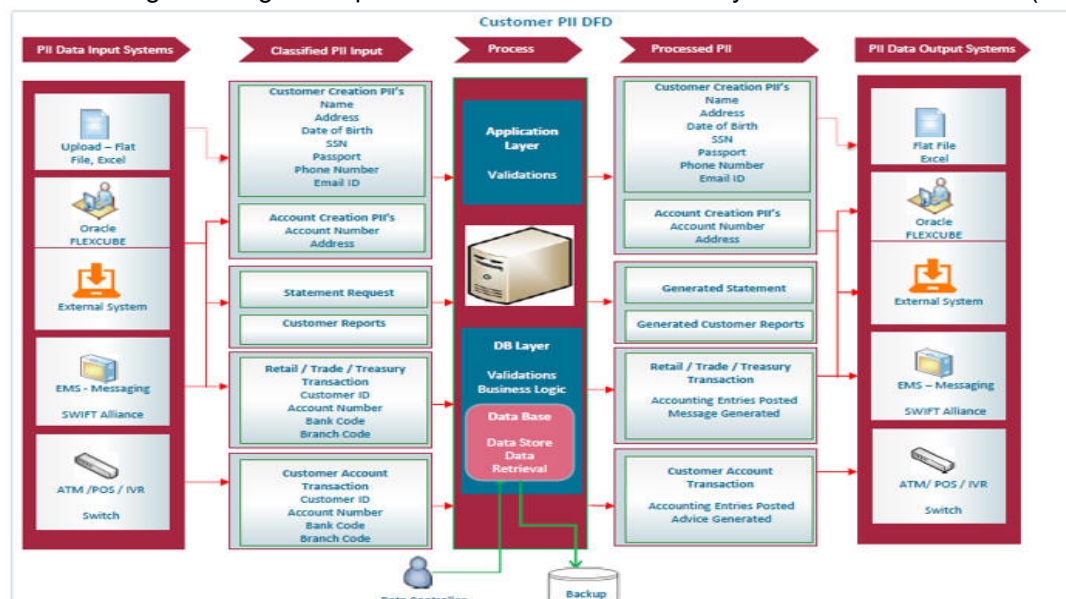 Customer PII DFD
PII Data Input Systems
Classified PII Input
Process
Processed PII
PII Data Output Systems
Upload – Flat
File, Excel
Oracle
FLEXCUBE
External System
EMS - Messaging
SWIFT Alliance
ATM /POS / IVR
Switch
Customer Creation PII's
Name
Address
Date of Birth
SSN
Passport
Phone Number
Email ID
Account Creation PII's
Account Number
Address
Statement Request
Customer Reports
Retail / Trade / Treasury
Transaction
Customer ID
Account Number
Bank Code
Branch Code
Customer Account
Transaction
Customer ID
Account Number
Bank Code
Branch Code
Application
Layer
Validations
DB Layer
Validations
Business Logic
Data Base
Data Store
Data
Retrieval
Customer Creation PII's
Name
Address
Date of Birth
SSN
Passport
Phone Number
Email ID
Account Creation PII's
Account Number
Address
Generated Statement
Generated Customer Reports
Retail / Trade / Treasury
Transaction
Accounting Entries Posted
Message Generated
Customer Account
Transaction
Accounting Entries Posted
Advice Generated
Flat File
Excel
Oracle
FLEXCUBE
External System
EMS – Messaging
SWIFT Alliance
ATM/ POS / IVR
Switch
Backup